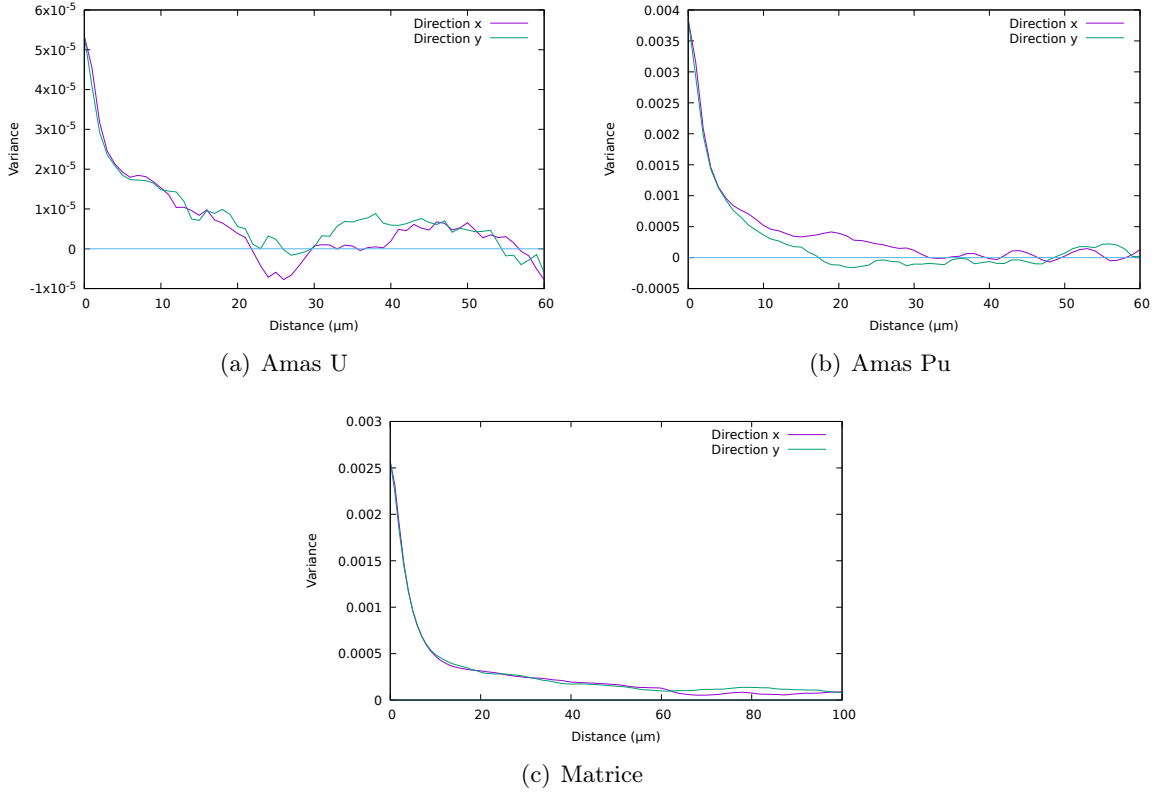 6x10-5
5x10-5
4x10-5
3x10-5
2x10-5
1x10-5
0
-1x10-5
Variance
Direction x
Direction y
0 10 20 30 40 50 60
Distance (µm)
(a) Amas U
0.004
0.0035
0.003
0.0025
0.002
0.0015
0.001
0.0005
0
-0.0005
Variance
Direction x
Direction y
0 10 20 30 40 50 60
Distance (µm)
(b) Amas Pu
0.003
0.0025
0.002
0.0015
0.001
0.0005
0
Variance
Direction x
Direction y
0 20 40 60 80 100
Distance (µm)
(c) Matrice